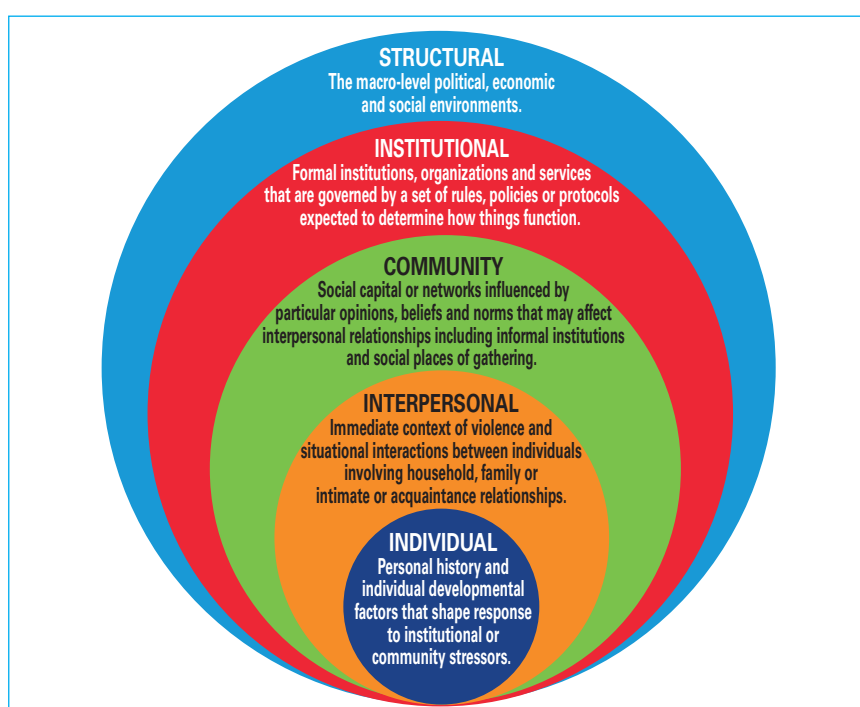 STRUCTURAL
The macro-level political, economic
and social environments.
INSTITUTIONAL
Formal institutions, organizations and services
that are governed by a set of rules, policies or protocols
expected to determine how things function.
COMMUNITY
Social capital or networks influenced by
particular opinions, beliefs and norms that may affect
interpersonal relationships including informal institutions
and social places of gathering.
INTERPERSONAL
Immediate context of violence and
situational interactions between individuals
involving household, family or
intimate or acquaintance relationships.
INDIVIDUAL
Personal history and
individual developmental
factors that shape response
to institutional or
community stressors.